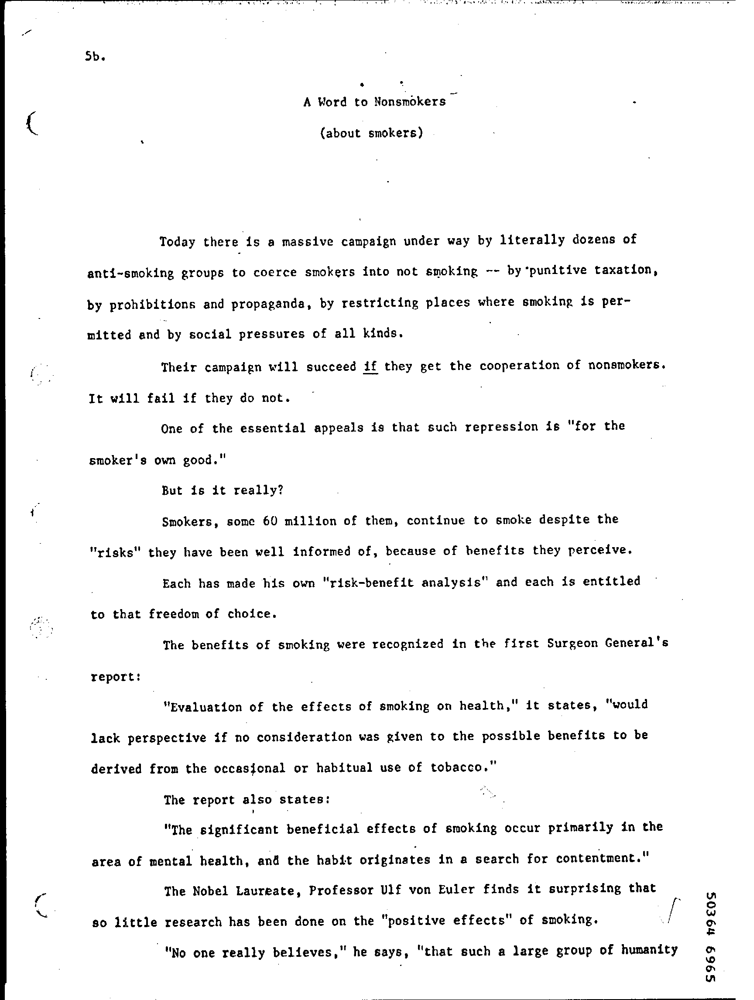 5b.
A Word to Nonsmokers
(about smokers)
Today there is a massive campaign under way by literally dozens of
anti-smoking groups to coerce smokers into not smoking -- by punitive taxation,
by prohibitions and propaganda, by restricting places where smoking is per-
mitted and by social pressures of all kinds.
Their campaign will succeed if they get the cooperation of nonsmokers.
It will fail if they do not.
One of the essential appeals is that such repression is "for the
smoker's own good."
But is it really?
Smokers, some 60 million of them, continue to smoke despite the
"risks" they have been well informed of, because of benefits they perceive.
Each has made his own "risk-benefit analysis" and each is entitled
to that freedom of choice.
The benefits of smoking were recognized in the first Surgeon General's
report:
"Evaluation of the effects of smoking on health," it states, "would
lack perspective if no consideration was given to the possible benefits to be
derived from the occasional or habitual use of tobacco."
The report also states:
"The significant beneficial effects of smoking occur primarily in the
area of mental health, and the habit originates in a search for contentment."
The Nobel Laureate, Professor Ulf von Euler finds it surprising that
so little research has been done on the "positive effects" of smoking.
"No one really believes," he says, "that such a large group of humanity
50364 6965